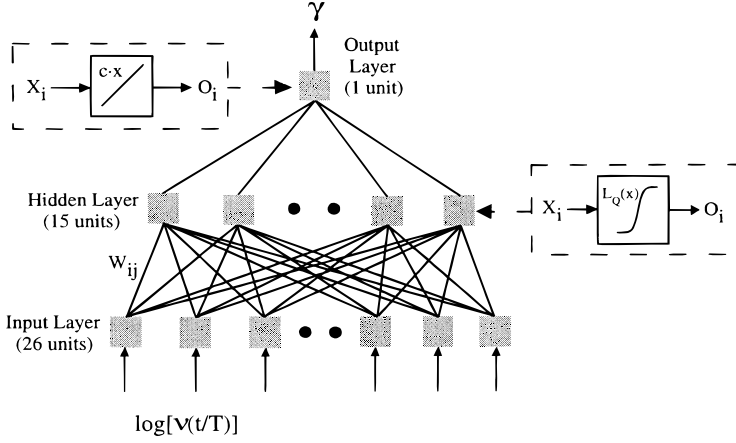 γ
Output
Layer
(1 unit)
c·x
X_i
O_i
Hidden Layer
(15 units)
L_Q(x)
X_i
O_i
W_ij
Input Layer
(26 units)
log[ν(t/T)]